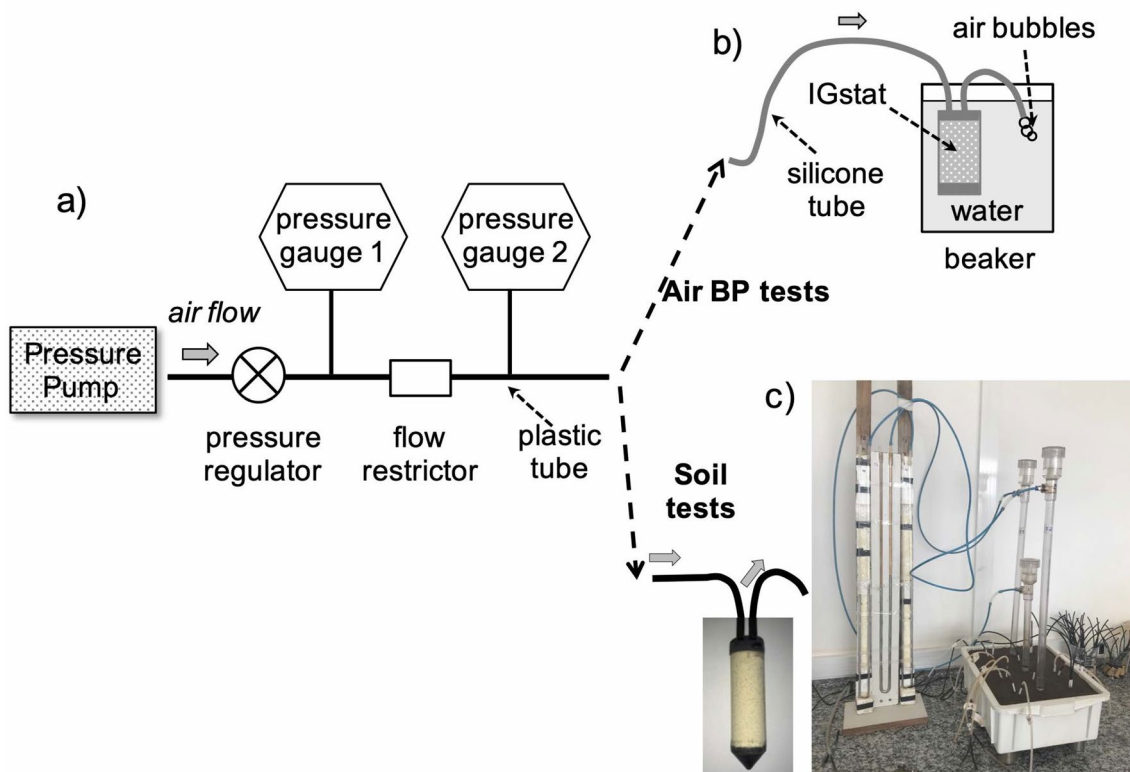 b)
air bubbles
IGstat
silicone
tube
water
beaker
a)
pressure
gauge 1
pressure
gauge 2
Air BP tests
air flow
Pressure
Pump
pressure
regulator
flow
restrictor
plastic
tube
c)
Soil
tests